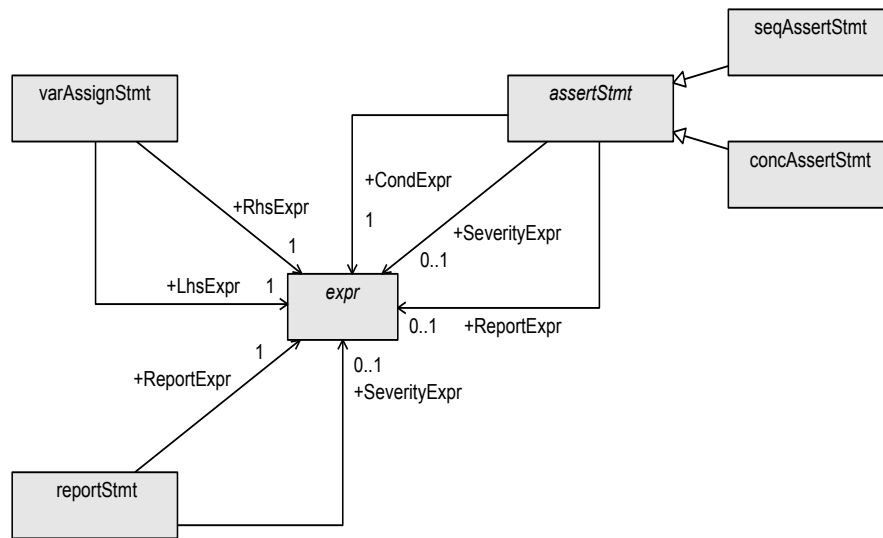 seqAssertStmt
varAssignStmt
assertStmt
concAssertStmt
+CondExpr
+RhsExpr
1
+SeverityExpr
1
0..1
+LhsExpr
1
expr
0..1
+ReportExpr
1
0..1
+ReportExpr
+SeverityExpr
reportStmt